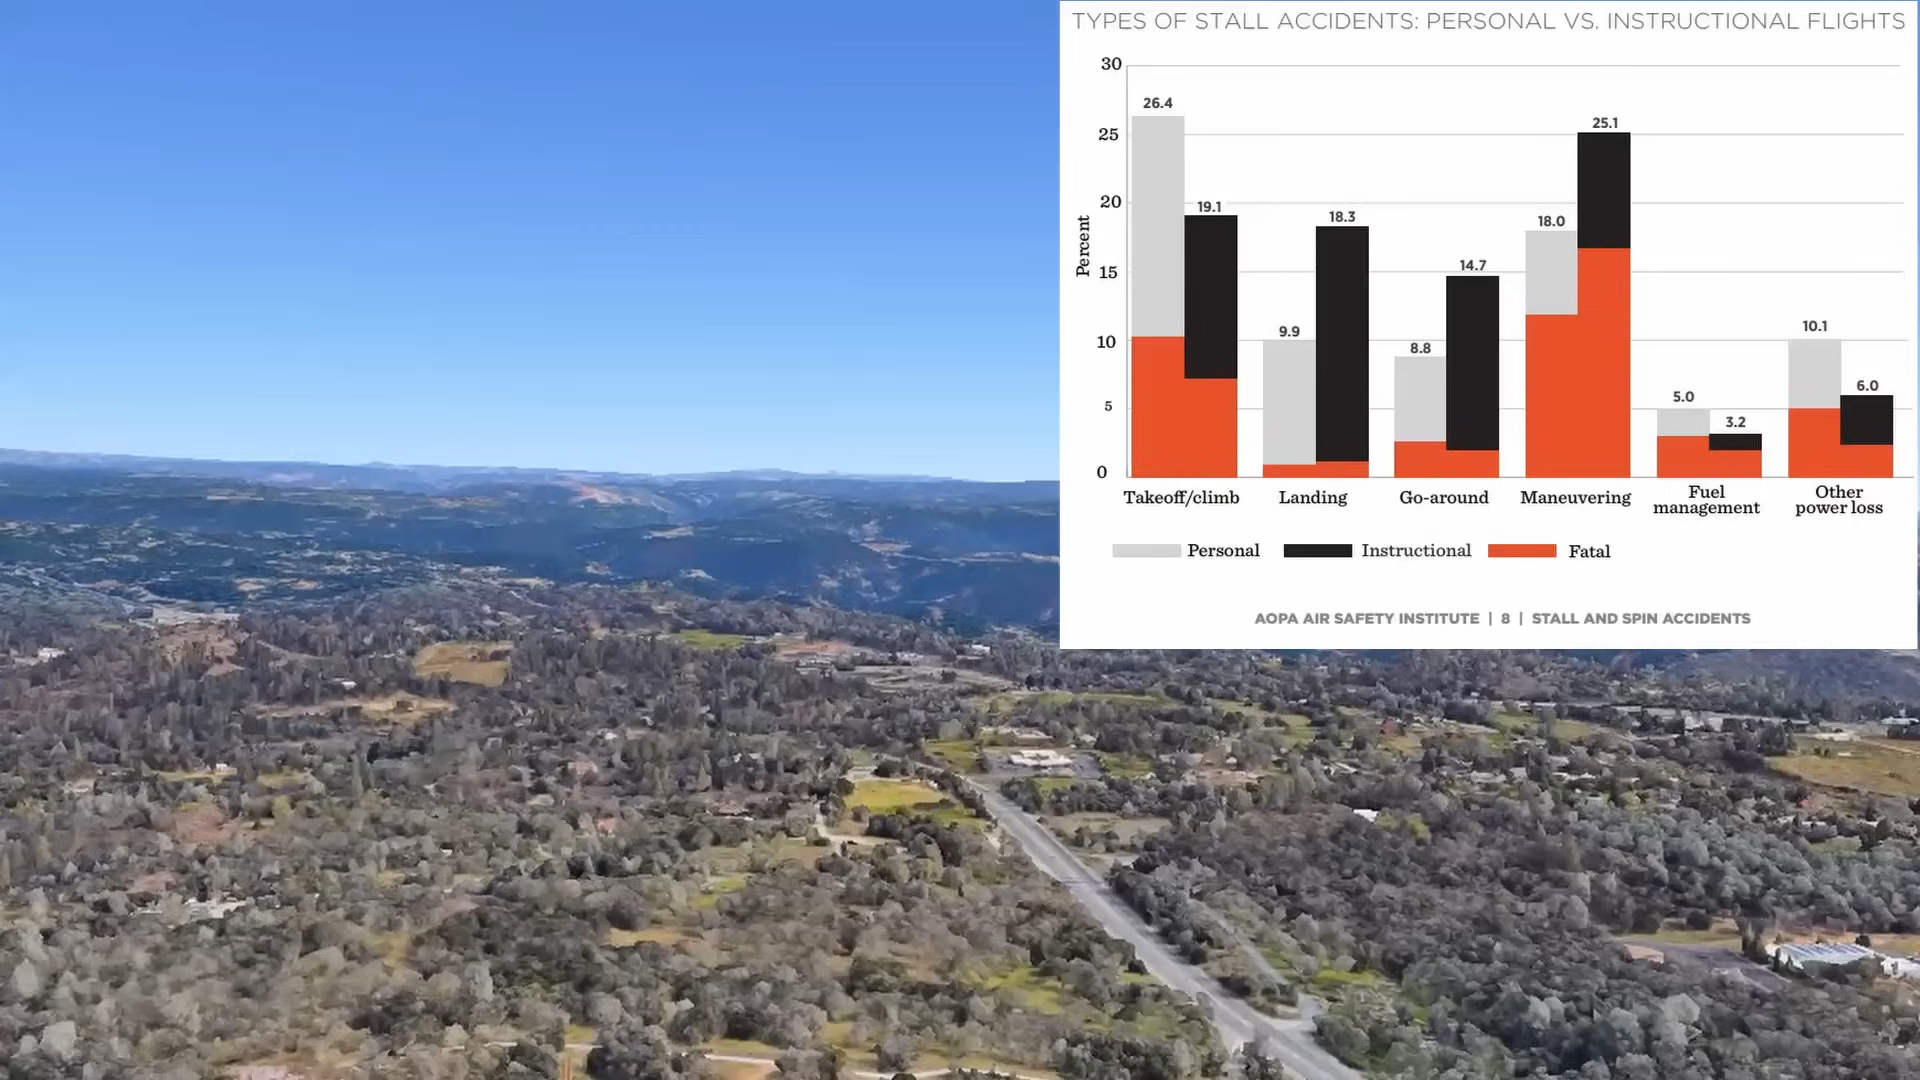 TYPES OF STALL ACCIDENTS: PERSONAL VS. INSTRUCTIONAL FLIGHTS
Percent
30
25
20
15
10
5
0
26.4
19.1
9.9
18.3
8.8
14.7
18.0
25.1
5.0
3.2
10.1
6.0
Takeoff/climb
Landing
Go-around
Maneuvering
Fuel
management
Other
power loss
Personal
Instructional
Fatal
AOPA AIR SAFETY INSTITUTE | 8 | STALL AND SPIN ACCIDENTS